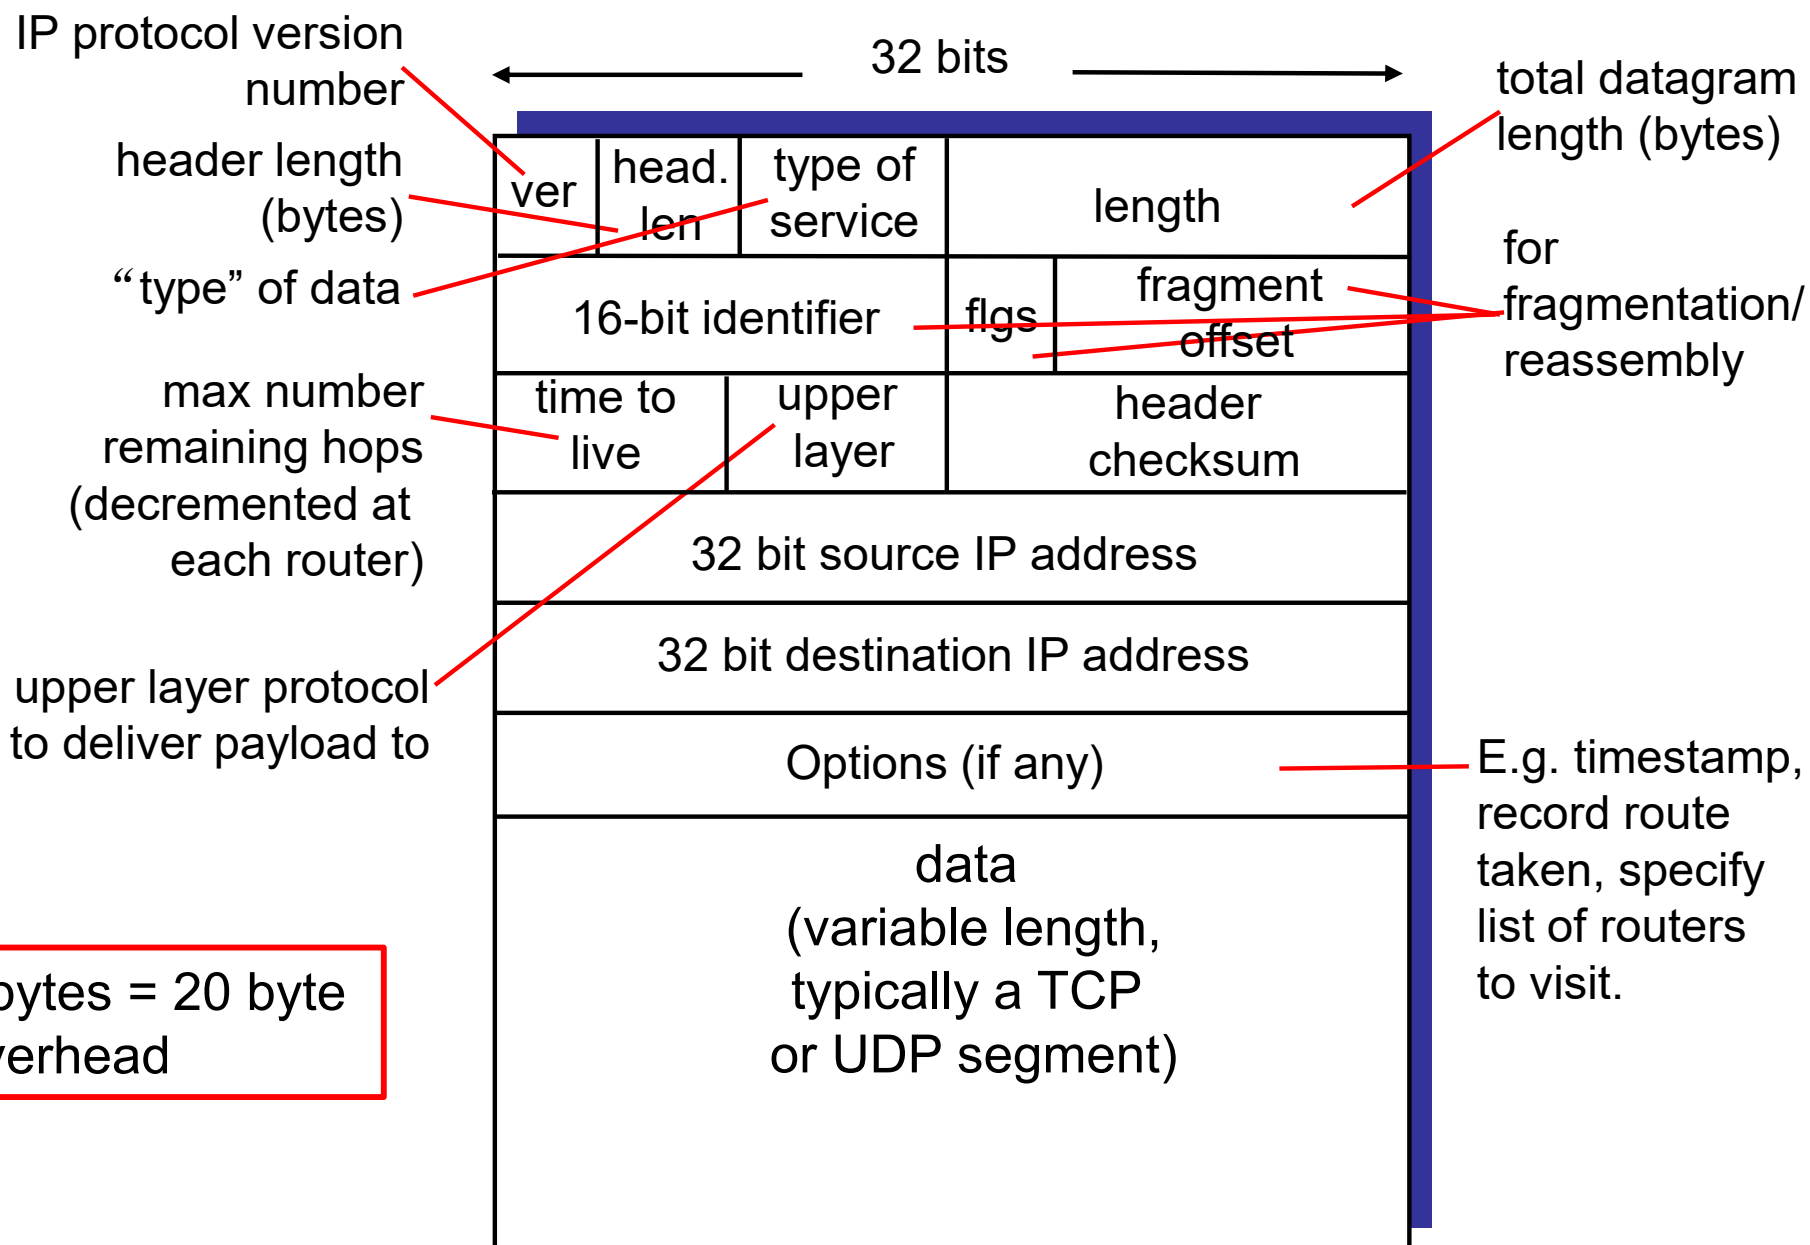 IP protocol version
number
32 bits
total datagram
length (bytes)
header length
(bytes)
“type” of data
ver
head.
len
type of
service
length
for
fragmentation/
reassembly
16-bit identifier
flgs
fragment
offset
max number
remaining hops
(decremented at
each router)
time to
live
upper
layer
header
checksum
32 bit source IP address
32 bit destination IP address
upper layer protocol
to deliver payload to
Options (if any)
E.g. timestamp,
record route
taken, specify
list of routers
to visit.
data
(variable length,
typically a TCP
or UDP segment)
bytes = 20 byte
verhead